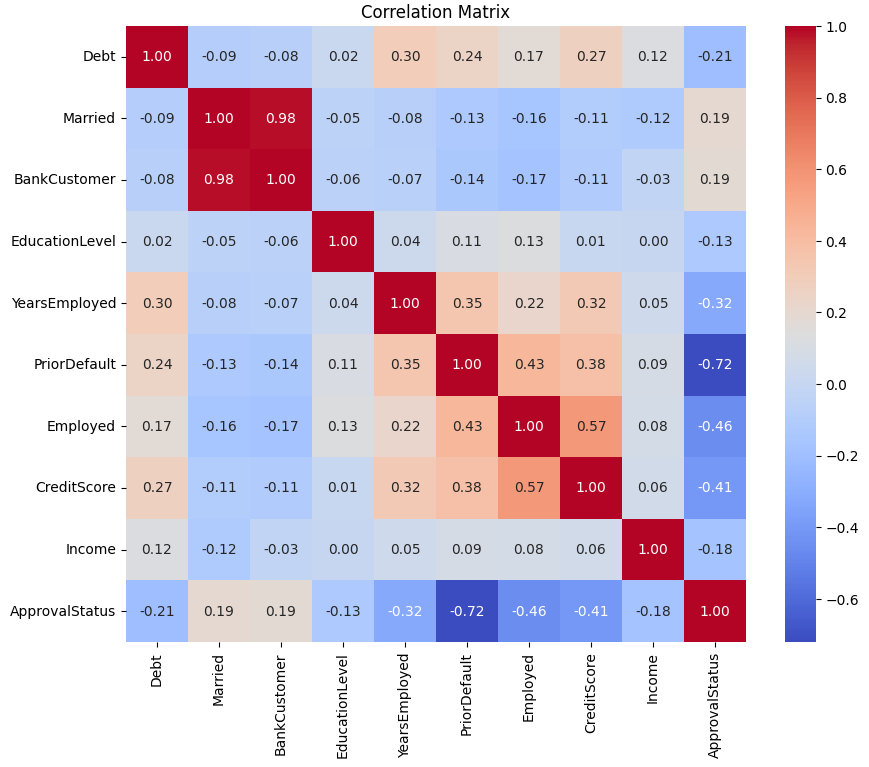 Correlation Matrix
Debt 1.00 -0.09 -0.08 0.02 0.30 0.24 0.17 0.27 0.12 -0.21
Married -0.09 1.00 0.98 -0.05 -0.08 -0.13 -0.16 -0.11 -0.12 0.19
BankCustomer -0.08 0.98 1.00 -0.06 -0.07 -0.14 -0.17 -0.11 -0.03 0.19
EducationLevel 0.02 -0.05 -0.06 1.00 0.04 0.11 0.13 0.01 0.00 -0.13
YearsEmployed 0.30 -0.08 -0.07 0.04 1.00 0.35 0.22 0.32 0.05 -0.32
PriorDefault 0.24 -0.13 -0.14 0.11 0.35 1.00 0.43 0.38 0.09 -0.72
Employed 0.17 -0.16 -0.17 0.13 0.22 0.43 1.00 0.57 0.08 -0.46
CreditScore 0.27 -0.11 -0.11 0.01 0.32 0.38 0.57 1.00 0.06 -0.41
Income 0.12 -0.12 -0.03 0.00 0.05 0.09 0.08 0.06 1.00 -0.18
ApprovalStatus -0.21 0.19 0.19 -0.13 -0.32 -0.72 -0.46 -0.41 -0.18 1.00
Debt
Married
BankCustomer
EducationLevel
YearsEmployed
PriorDefault
Employed
CreditScore
Income
ApprovalStatus
1.0
0.8
0.6
0.4
0.2
0.0
−0.2
−0.4
−0.6